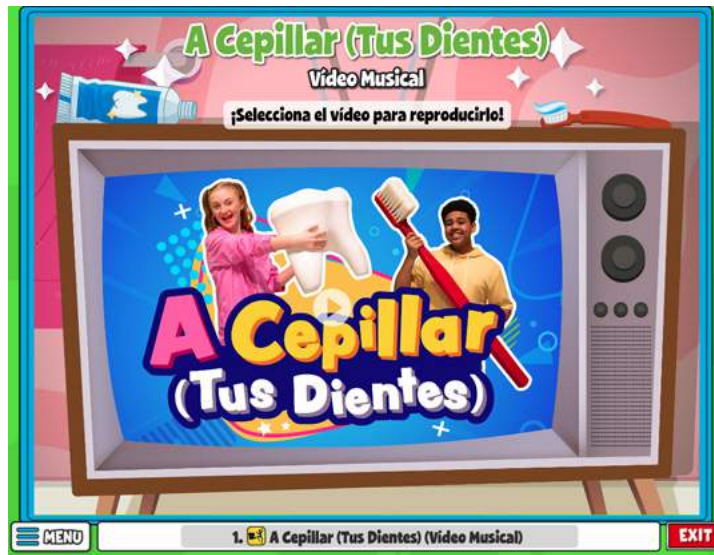 A Cepillar (Tus Dientes)
Vídeo Musical
¡Selecciona el vídeo para reproducirlo!
A Cepillar
(Tus Dientes)
MENU
1. A Cepillar (Tus Dientes) (Vídeo Musical)
EXIT